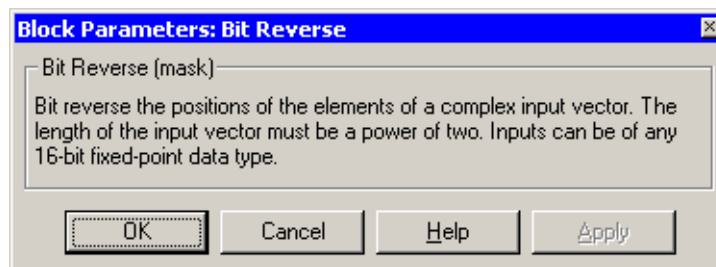 Block Parameters: Bit Reverse
Bit Reverse (mask)
Bit reverse the positions of the elements of a complex input vector. The
length of the input vector must be a power of two. Inputs can be of any
16-bit fixed-point data type.
OK Cancel Help Apply